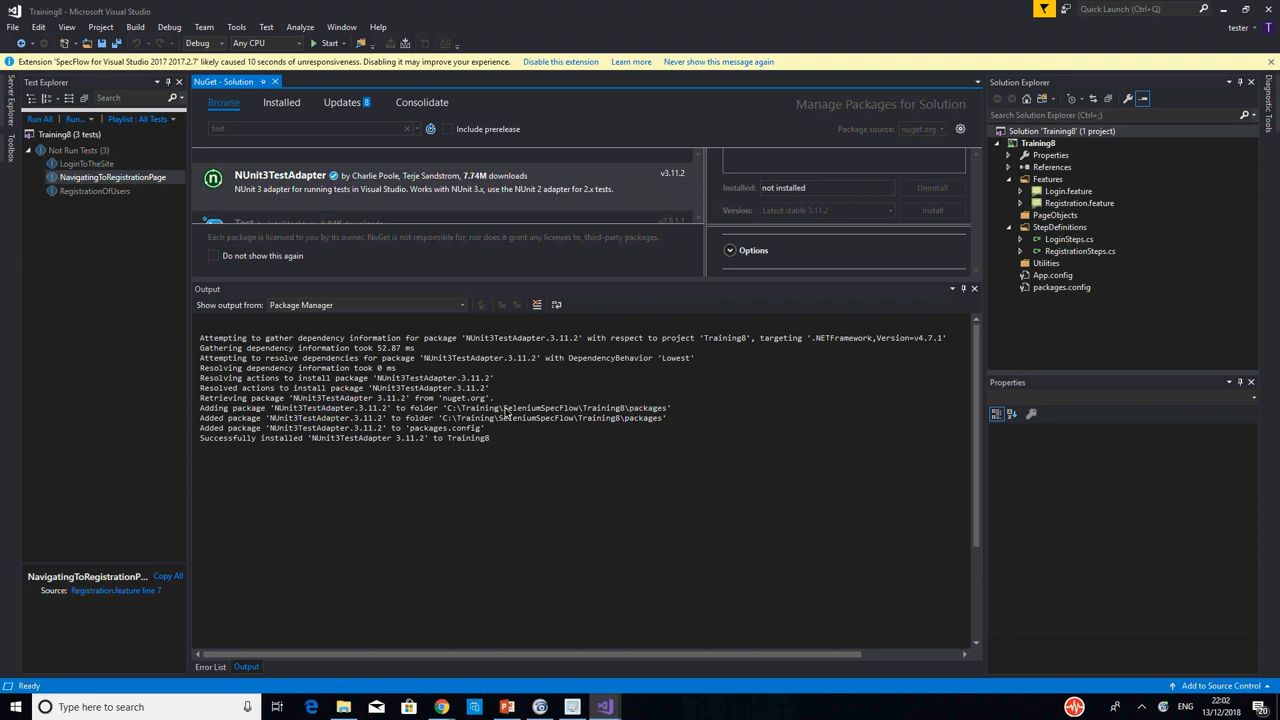 Training8 - Microsoft Visual Studio
Quick Launch (Ctrl+;)
File Edit View Project Build Debug Team Tools Test Analyze Window Help
tester T
Debug Any CPU Start
Extension 'SpecFlow for Visual Studio 2017 2017.2.7' likely caused 10 seconds of unresponsiveness. Disabling it may improve your experience. Disable this extension Learn more Never show this message again
Server Explorer
Toolbox
Test Explorer
Search
Run All Run... Playlist : All Tests
Training8 (3 tests)
Not Run Tests (3)
LoginToTheSite
NavigatingToRegistrationPage
RegistrationOfUsers
NavigatingToRegistrationP... Copy All
Source: Registration.feature line 7
NuGet - Solution
Browse Installed Updates 8 Consolidate
Manage Packages for Solution
test Include prerelease
Package source: nuget.org
NUnit3TestAdapter by Charlie Poole, Terje Sandstrom, 7.74M downloads v3.11.2
NUnit 3 adapter for running tests in Visual Studio. Works with NUnit 3.x, use the NUnit 2 adapter for 2.x tests.
Each package is licensed to you by its owner. NuGet is not responsible for, nor does it grant any licenses to, third-party packages.
Do not show this again
Installed: not installed Uninstall
Version: Latest stable 3.11.2 Install
Options
Output
Show output from: Package Manager
Attempting to gather dependency information for package 'NUnit3TestAdapter.3.11.2' with respect to project 'Training8', targeting '.NETFramework,Version=v4.7.1'
Gathering dependency information took 52.87 ms
Attempting to resolve dependencies for package 'NUnit3TestAdapter.3.11.2' with DependencyBehavior 'Lowest'
Resolving dependency information took 0 ms
Resolving actions to install package 'NUnit3TestAdapter.3.11.2'
Resolved actions to install package 'NUnit3TestAdapter.3.11.2'
Retrieving package 'NUnit3TestAdapter 3.11.2' from 'nuget.org'.
Adding package 'NUnit3TestAdapter.3.11.2' to folder 'C:\Training\SeleniumSpecFlow\Training8\packages'
Added package 'NUnit3TestAdapter.3.11.2' to folder 'C:\Training\SeleniumSpecFlow\Training8\packages'
Added package 'NUnit3TestAdapter.3.11.2' to 'packages.config'
Successfully installed 'NUnit3TestAdapter 3.11.2' to Training8
Error List Output
Solution Explorer
Search Solution Explorer (Ctrl+;)
Solution 'Training8' (1 project)
Training8
Properties
References
Features
Login.feature
Registration.feature
PageObjects
StepDefinitions
LoginSteps.cs
RegistrationSteps.cs
Utilities
App.config
packages.config
Properties
Diagnostic Tools
Ready
Add to Source Control
Type here to search
ENG
22:02
13/12/2018
20